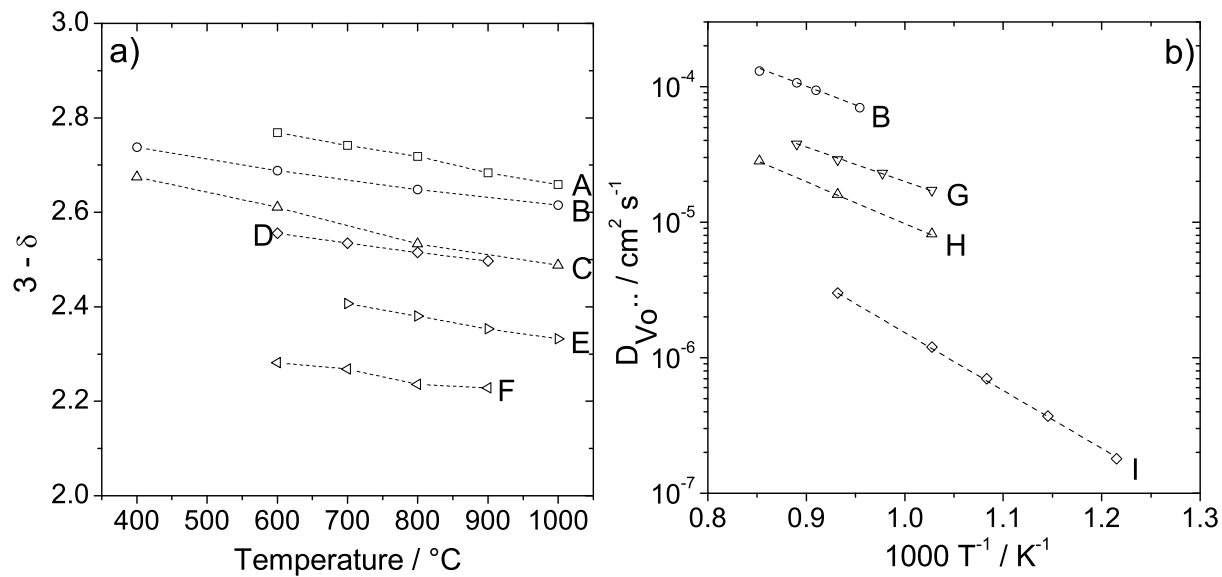 a)
3 - δ
3.0
2.8
2.6
2.4
2.2
2.0
A
B
D
C
E
F
400 500 600 700 800 900 1000
Temperature / °C
b)
D_{Vo¨} / cm² s⁻¹
10⁻⁴
10⁻⁵
10⁻⁶
10⁻⁷
B
G
H
I
0.8 0.9 1.0 1.1 1.2 1.3
1000 T⁻¹ / K⁻¹